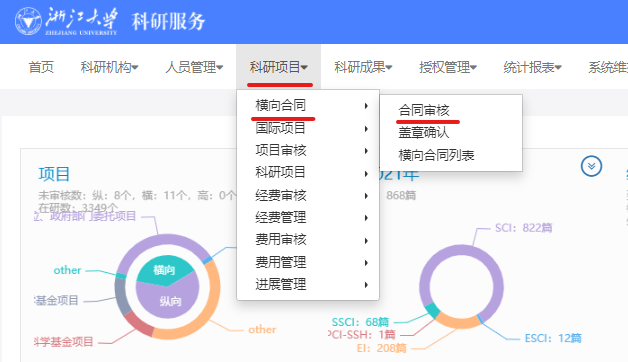 浙江大学 科研服务
ZHEJIANG UNIVERSITY
首页 科研机构 人员管理 科研项目 科研成果 授权管理 统计报表 系统维
横向合同
国际项目
项目审核
科研项目
经费审核
经费管理
费用审核
费用管理
进展管理
合同审核
盖章确认
横向合同列表
项目
未审核数：纵：8个，横：11个，高：0个
在研数：3349个
、政府部门委托项目
other
基金项目
学基金项目
横向
纵向
other
021年
868篇
SCI：822篇
SSCI：68篇
PCI-SSH：1篇
EI：208篇
ESCI：12篇